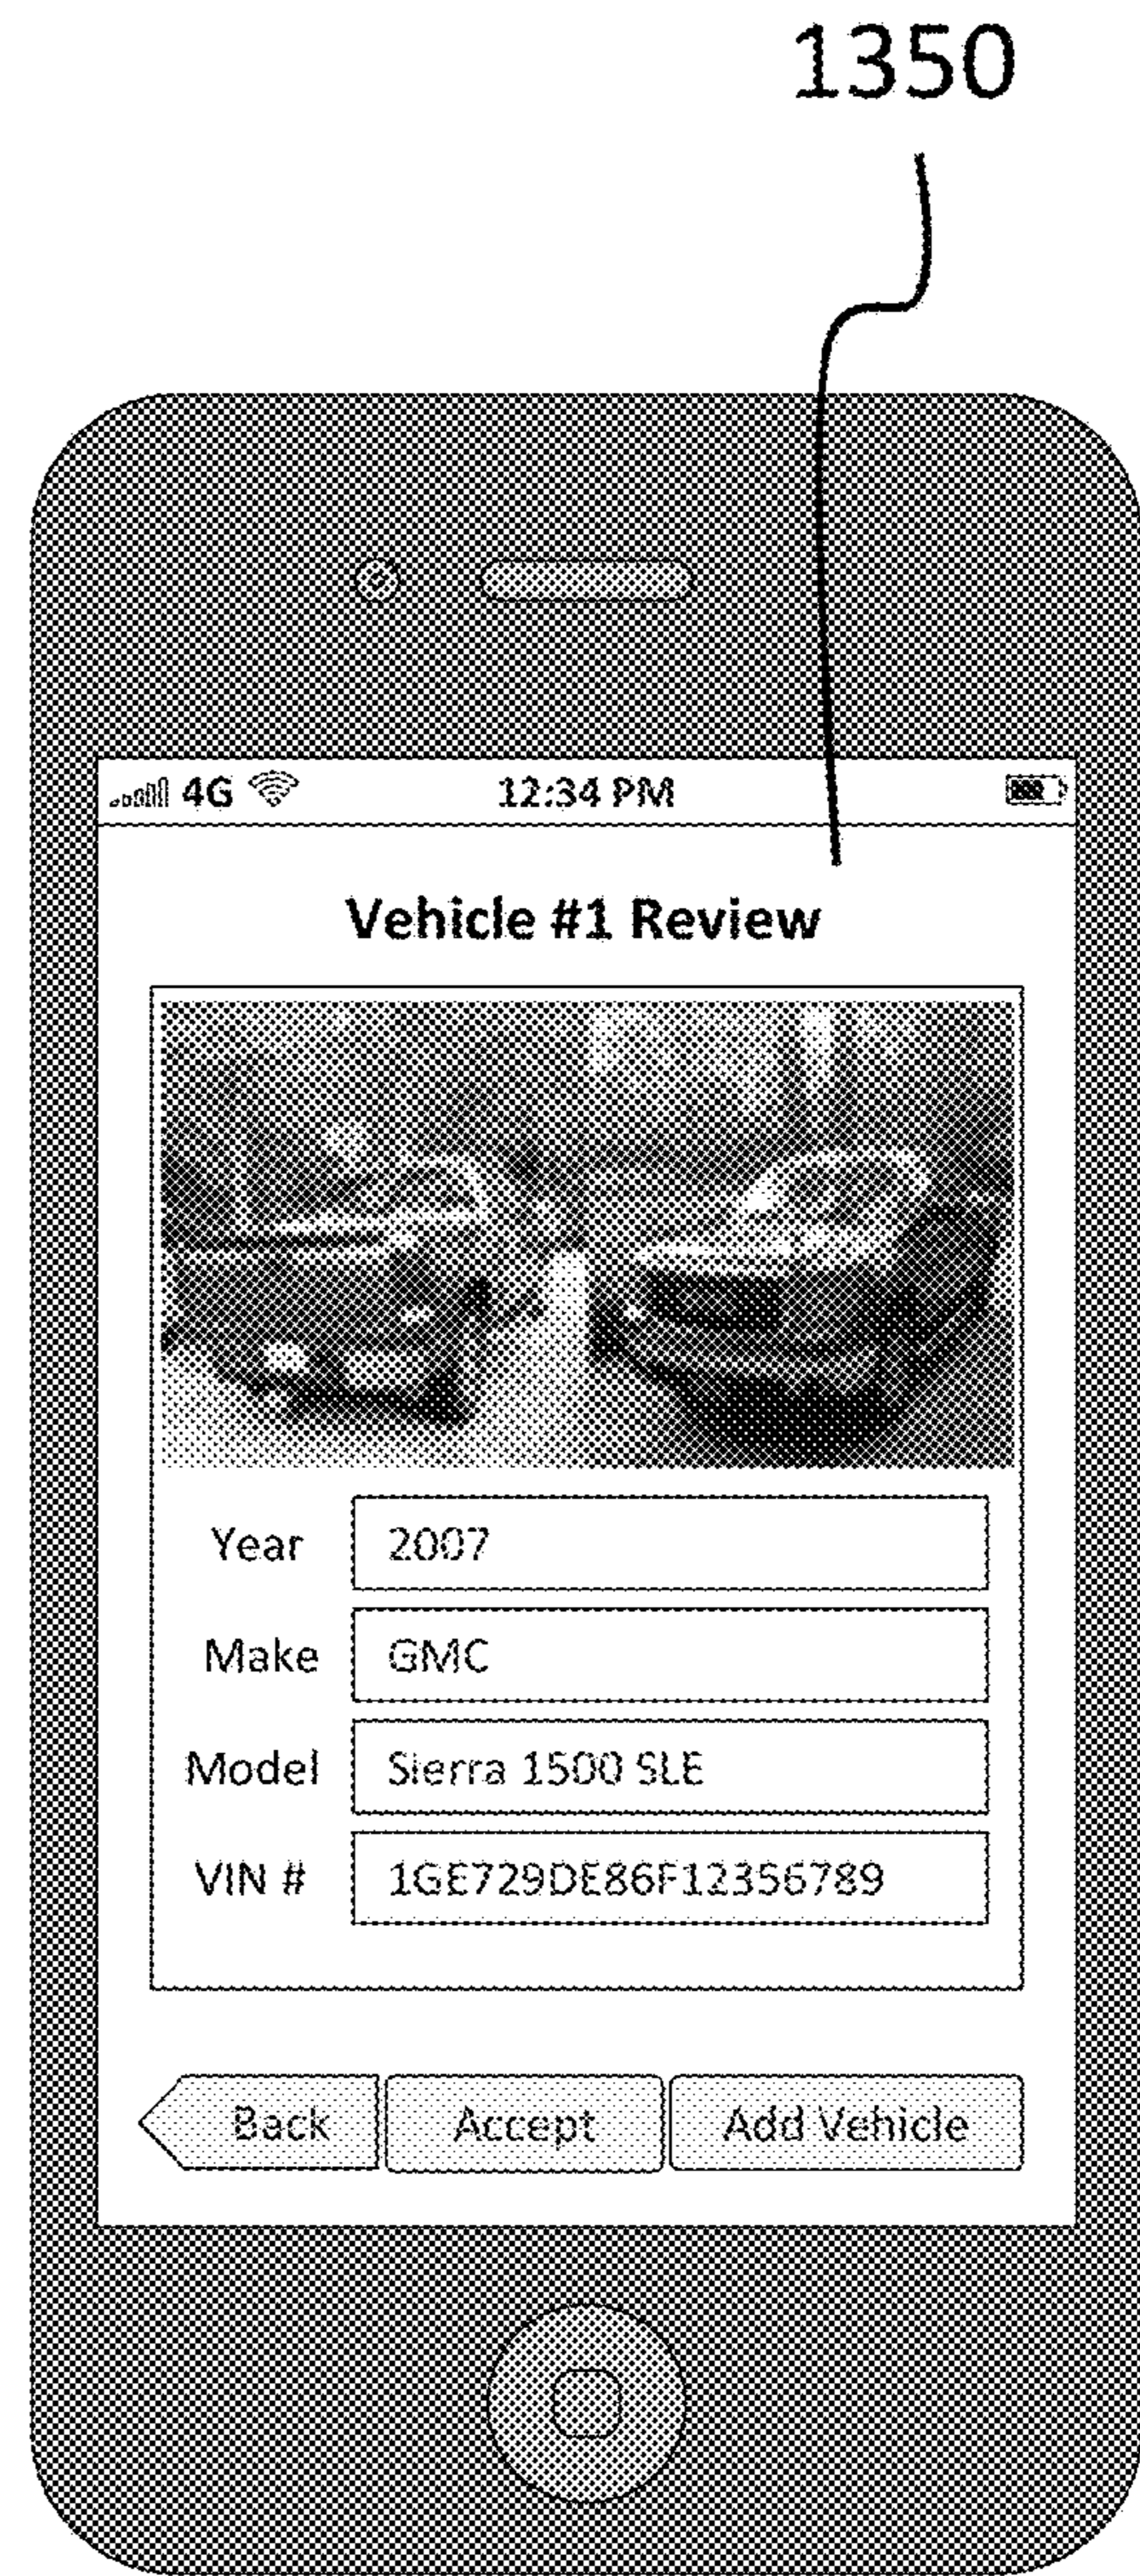 1350
4G 12:34 PM
Vehicle #1 Review
Year 2007
Make GMC
Model Sierra 1500 SLE
VIN # 1GE729DE86F12356789
Back Accept Add Vehicle